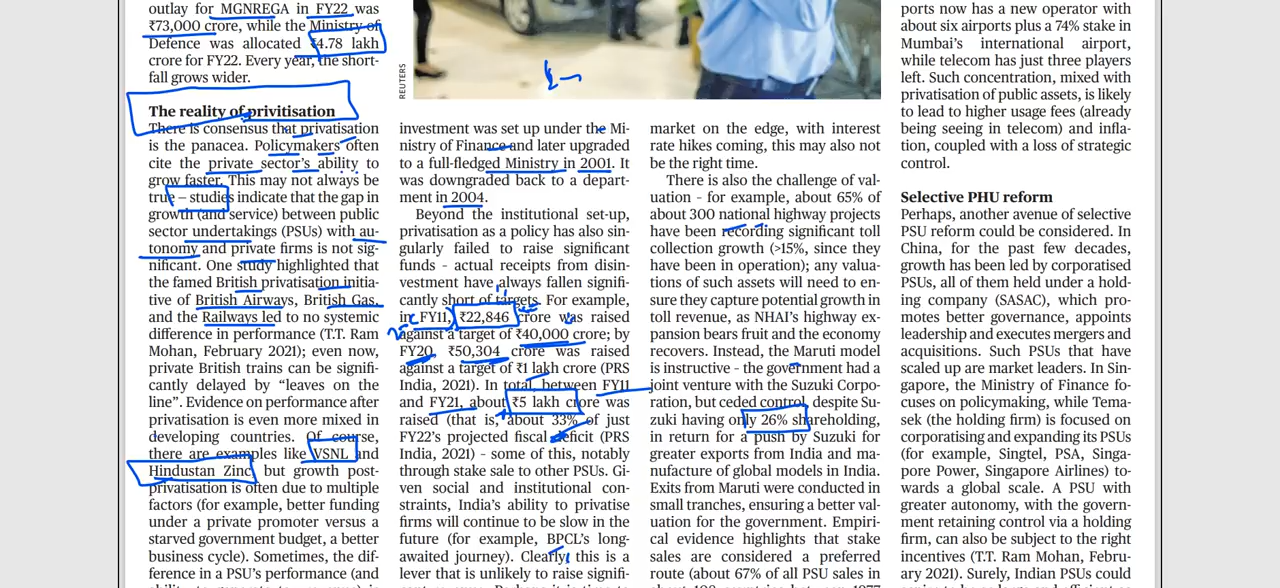 outlay for MGNREGA in FY22 was
₹73,000 crore, while the Ministry of
Defence was allocated ₹4.78 lakh
crore for FY22. Every year, the short-
fall grows wider.
The reality of privitisation
There is consensus that privatisation
is the panacea. Policymakers often
cite the private sector's ability to
grow faster. This may not always be
true – studies indicate that the gap in
growth (and service) between public
sector undertakings (PSUs) with au-
tonomy and private firms is not sig-
nificant. One study highlighted that
the famed British privatisation initia-
tive of British Airways, British Gas,
and the Railways led to no systemic
difference in performance (T.T. Ram
Mohan, February 2021); even now,
private British trains can be signifi-
cantly delayed by “leaves on the
line”. Evidence on performance after
privatisation is even more mixed in
developing countries. Of course,
there are examples like VSNL and
Hindustan Zinc, but growth post-
privatisation is often due to multiple
factors (for example, better funding
under a private promoter versus a
starved government budget, a better
business cycle). Sometimes, the dif-
ference in a PSU's performance (and
REUTERS
investment was set up under the Mi-
nistry of Finance and later upgraded
to a full-fledged Ministry in 2001. It
was downgraded back to a depart-
ment in 2004.
Beyond the institutional set-up,
privatisation as a policy has also sin-
gularly failed to raise significant
funds - actual receipts from disin-
vestment have always fallen signifi-
cantly short of targets. For example,
in FY11, ₹22,846 crore was raised
against a target of ₹40,000 crore; by
FY20, ₹50,304 crore was raised
against a target of ₹1 lakh crore (PRS
India, 2021). In total, between FY11
and FY21, about ₹5 lakh crore was
raised (that is, about 33% of just
FY22's projected fiscal deficit (PRS
India, 2021) - some of this, notably
through stake sale to other PSUs. Gi-
ven social and institutional con-
straints, India's ability to privatise
firms will continue to be slow in the
future (for example, BPCL's long-
awaited journey). Clearly, this is a
lever that is unlikely to raise signifi-
market on the edge, with interest
rate hikes coming, this may also not
be the right time.
There is also the challenge of val-
uation - for example, about 65% of
about 300 national highway projects
have been recording significant toll
collection growth (>15%, since they
have been in operation); any valua-
tions of such assets will need to en-
sure they capture potential growth in
toll revenue, as NHAI's highway ex-
pansion bears fruit and the economy
recovers. Instead, the Maruti model
is instructive - the government had a
joint venture with the Suzuki Corpo-
ration, but ceded control, despite Su-
zuki having only 26% shareholding,
in return for a push by Suzuki for
greater exports from India and ma-
nufacture of global models in India.
Exits from Maruti were conducted in
small tranches, ensuring a better val-
uation for the government. Empiri-
cal evidence highlights that stake
sales are considered a preferred
route (about 67% of all PSU sales in
ports now has a new operator with
about six airports plus a 74% stake in
Mumbai's international airport,
while telecom has just three players
left. Such concentration, mixed with
privatisation of public assets, is likely
to lead to higher usage fees (already
being seeing in telecom) and infla-
tion, coupled with a loss of strategic
control.
Selective PHU reform
Perhaps, another avenue of selective
PSU reform could be considered. In
China, for the past few decades,
growth has been led by corporatised
PSUs, all of them held under a hold-
ing company (SASAC), which pro-
motes better governance, appoints
leadership and executes mergers and
acquisitions. Such PSUs that have
scaled up are market leaders. In Sin-
gapore, the Ministry of Finance fo-
cuses on policymaking, while Tema-
sek (the holding firm) is focused on
corporatising and expanding its PSUs
(for example, Singtel, PSA, Singa-
pore Power, Singapore Airlines) to-
wards a global scale. A PSU with
greater autonomy, with the govern-
ment retaining control via a holding
firm, can also be subject to the right
incentives (T.T. Ram Mohan, Febru-
ary 2021). Surely, Indian PSUs could